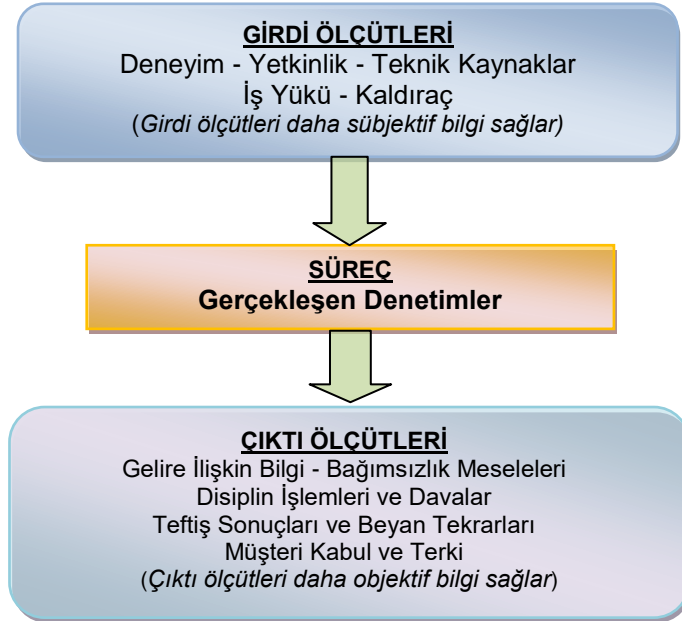 GİRDİ ÖLÇÜTLERİ
Deneyim - Yetkinlik - Teknik Kaynaklar
İş Yükü - Kaldıraç
(Girdi ölçütleri daha sübjektif bilgi sağlar)
SÜREÇ
Gerçekleşen Denetimler
ÇIKTI ÖLÇÜTLERİ
Gelire İlişkin Bilgi - Bağımsızlık Meseleleri
Disiplin İşlemleri ve Davalar
Teftiş Sonuçları ve Beyan Tekrarları
Müşteri Kabul ve Terki
(Çıktı ölçütleri daha objektif bilgi sağlar)